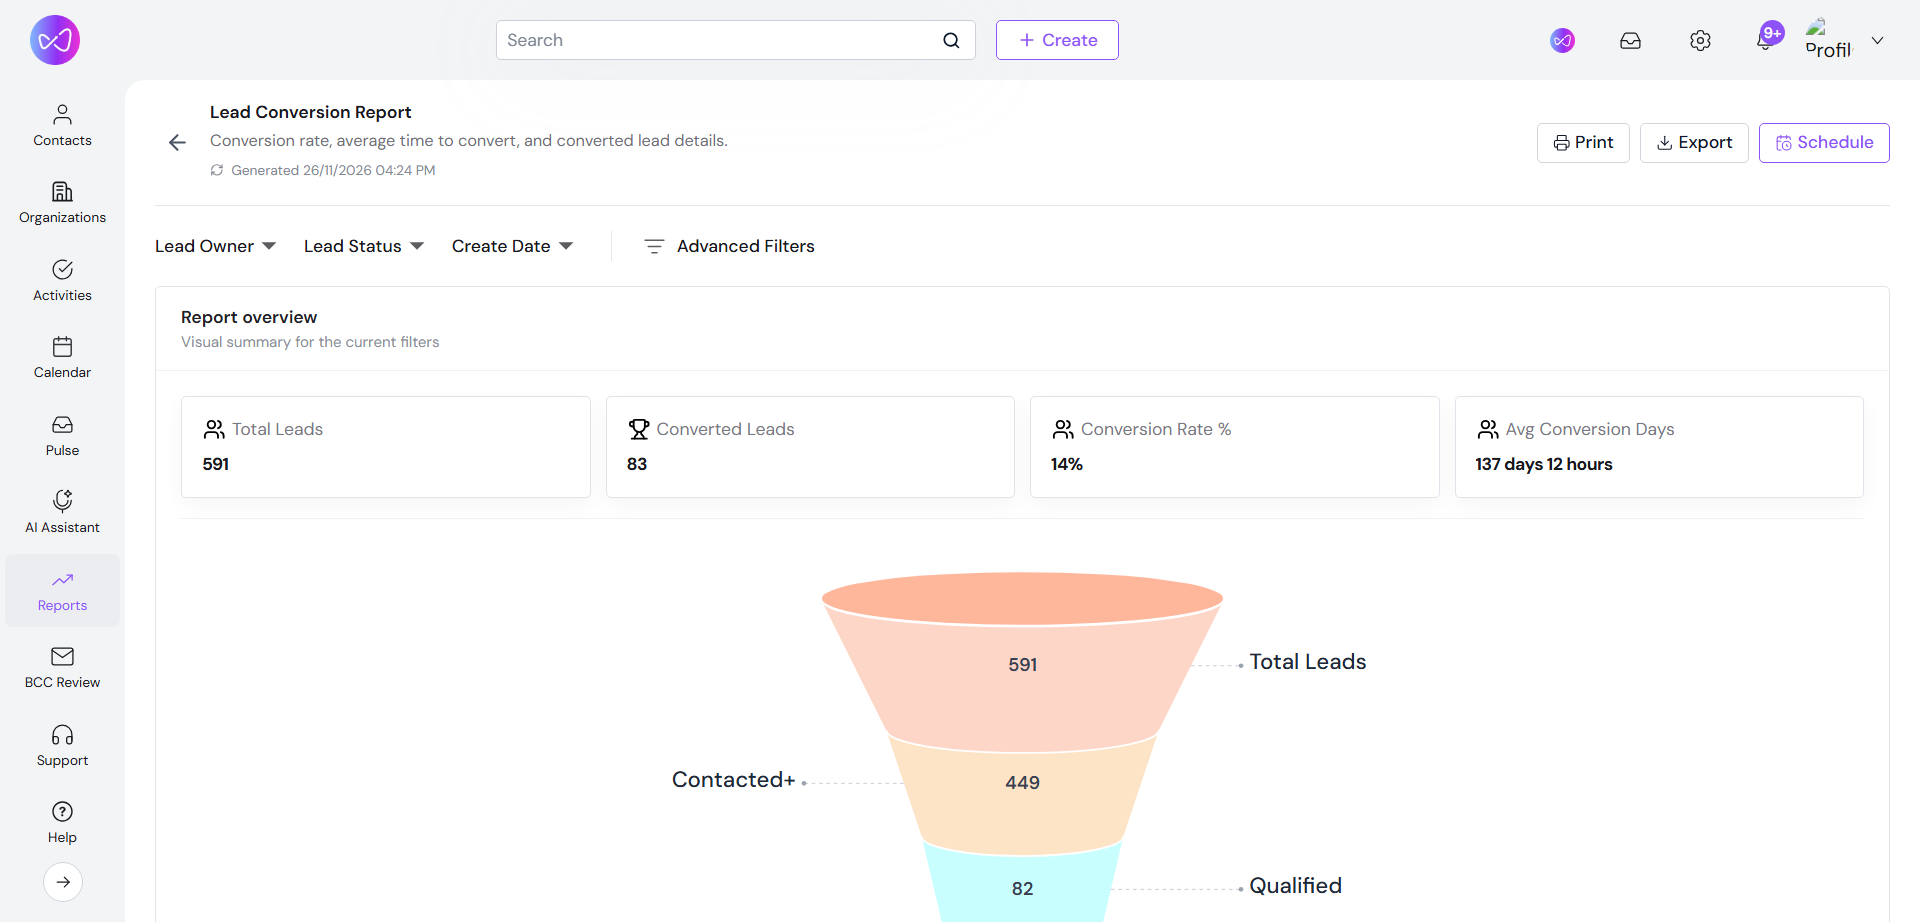 Search
+ Create
9+
Profil
Contacts
Organizations
Activities
Calendar
Pulse
AI Assistant
Reports
BCC Review
Support
Help
Lead Conversion Report
Conversion rate, average time to convert, and converted lead details.
Generated 26/11/2026 04:24 PM
Print
Export
Schedule
Lead Owner
Lead Status
Create Date
Advanced Filters
Report overview
Visual summary for the current filters
Total Leads
591
Converted Leads
83
Conversion Rate %
14%
Avg Conversion Days
137 days 12 hours
591
Total Leads
Contacted+
449
82
Qualified